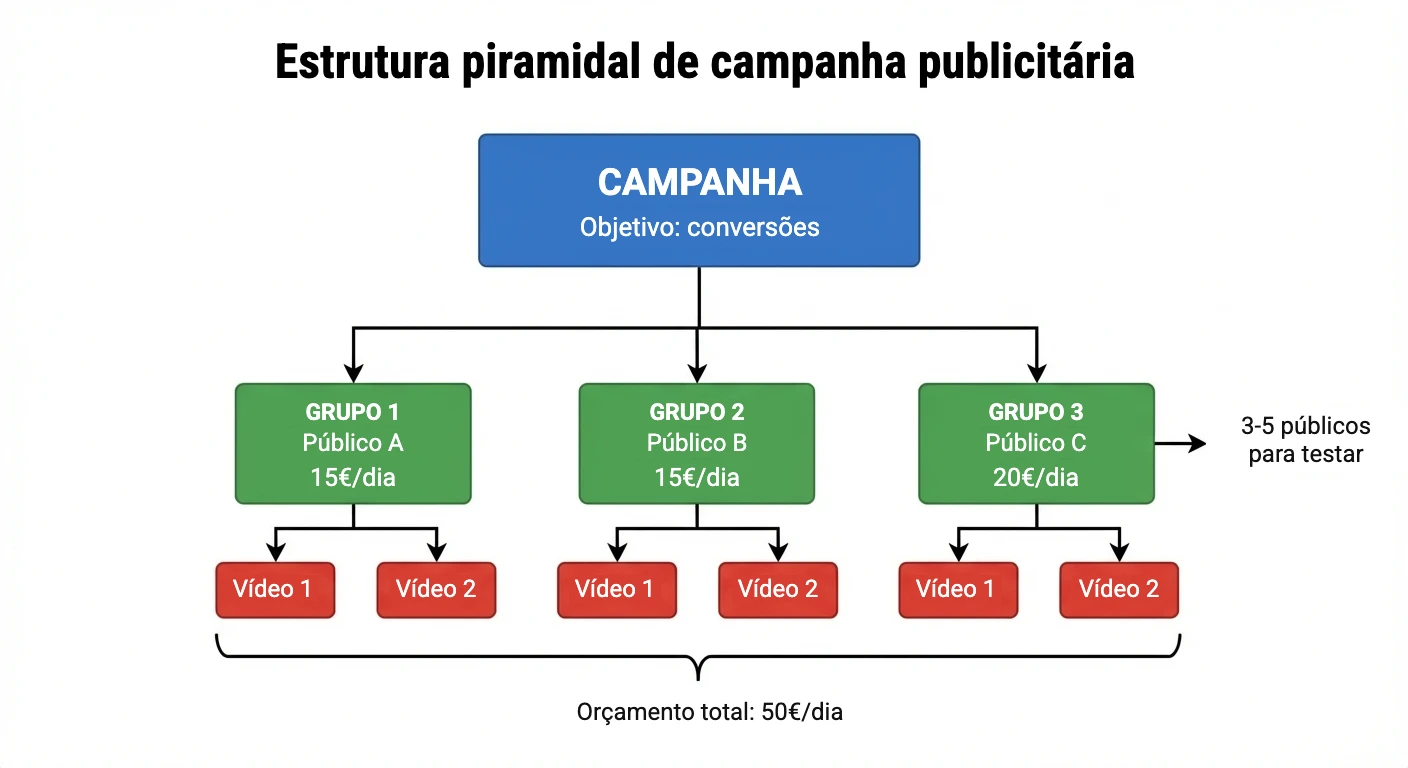 Estrutura piramidal de campanha publicitária
CAMPANHA
Objetivo: conversões
GRUPO 1
Público A
15€/dia
GRUPO 2
Público B
15€/dia
GRUPO 3
Público C
20€/dia
3-5 públicos
para testar
Vídeo 1
Vídeo 2
Vídeo 1
Vídeo 2
Vídeo 1
Vídeo 2
Orçamento total: 50€/dia